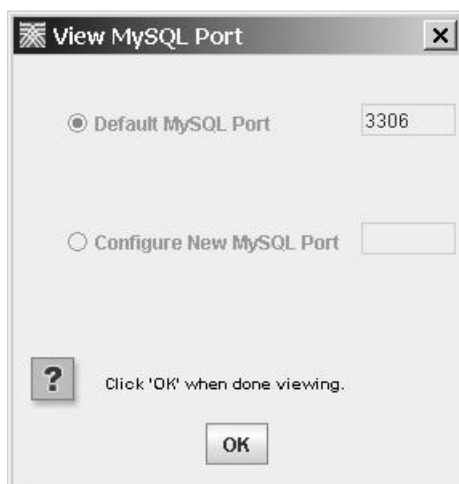 View MySQL Port
Default MySQL Port 3306
Configure New MySQL Port
? Click 'OK' when done viewing.
OK